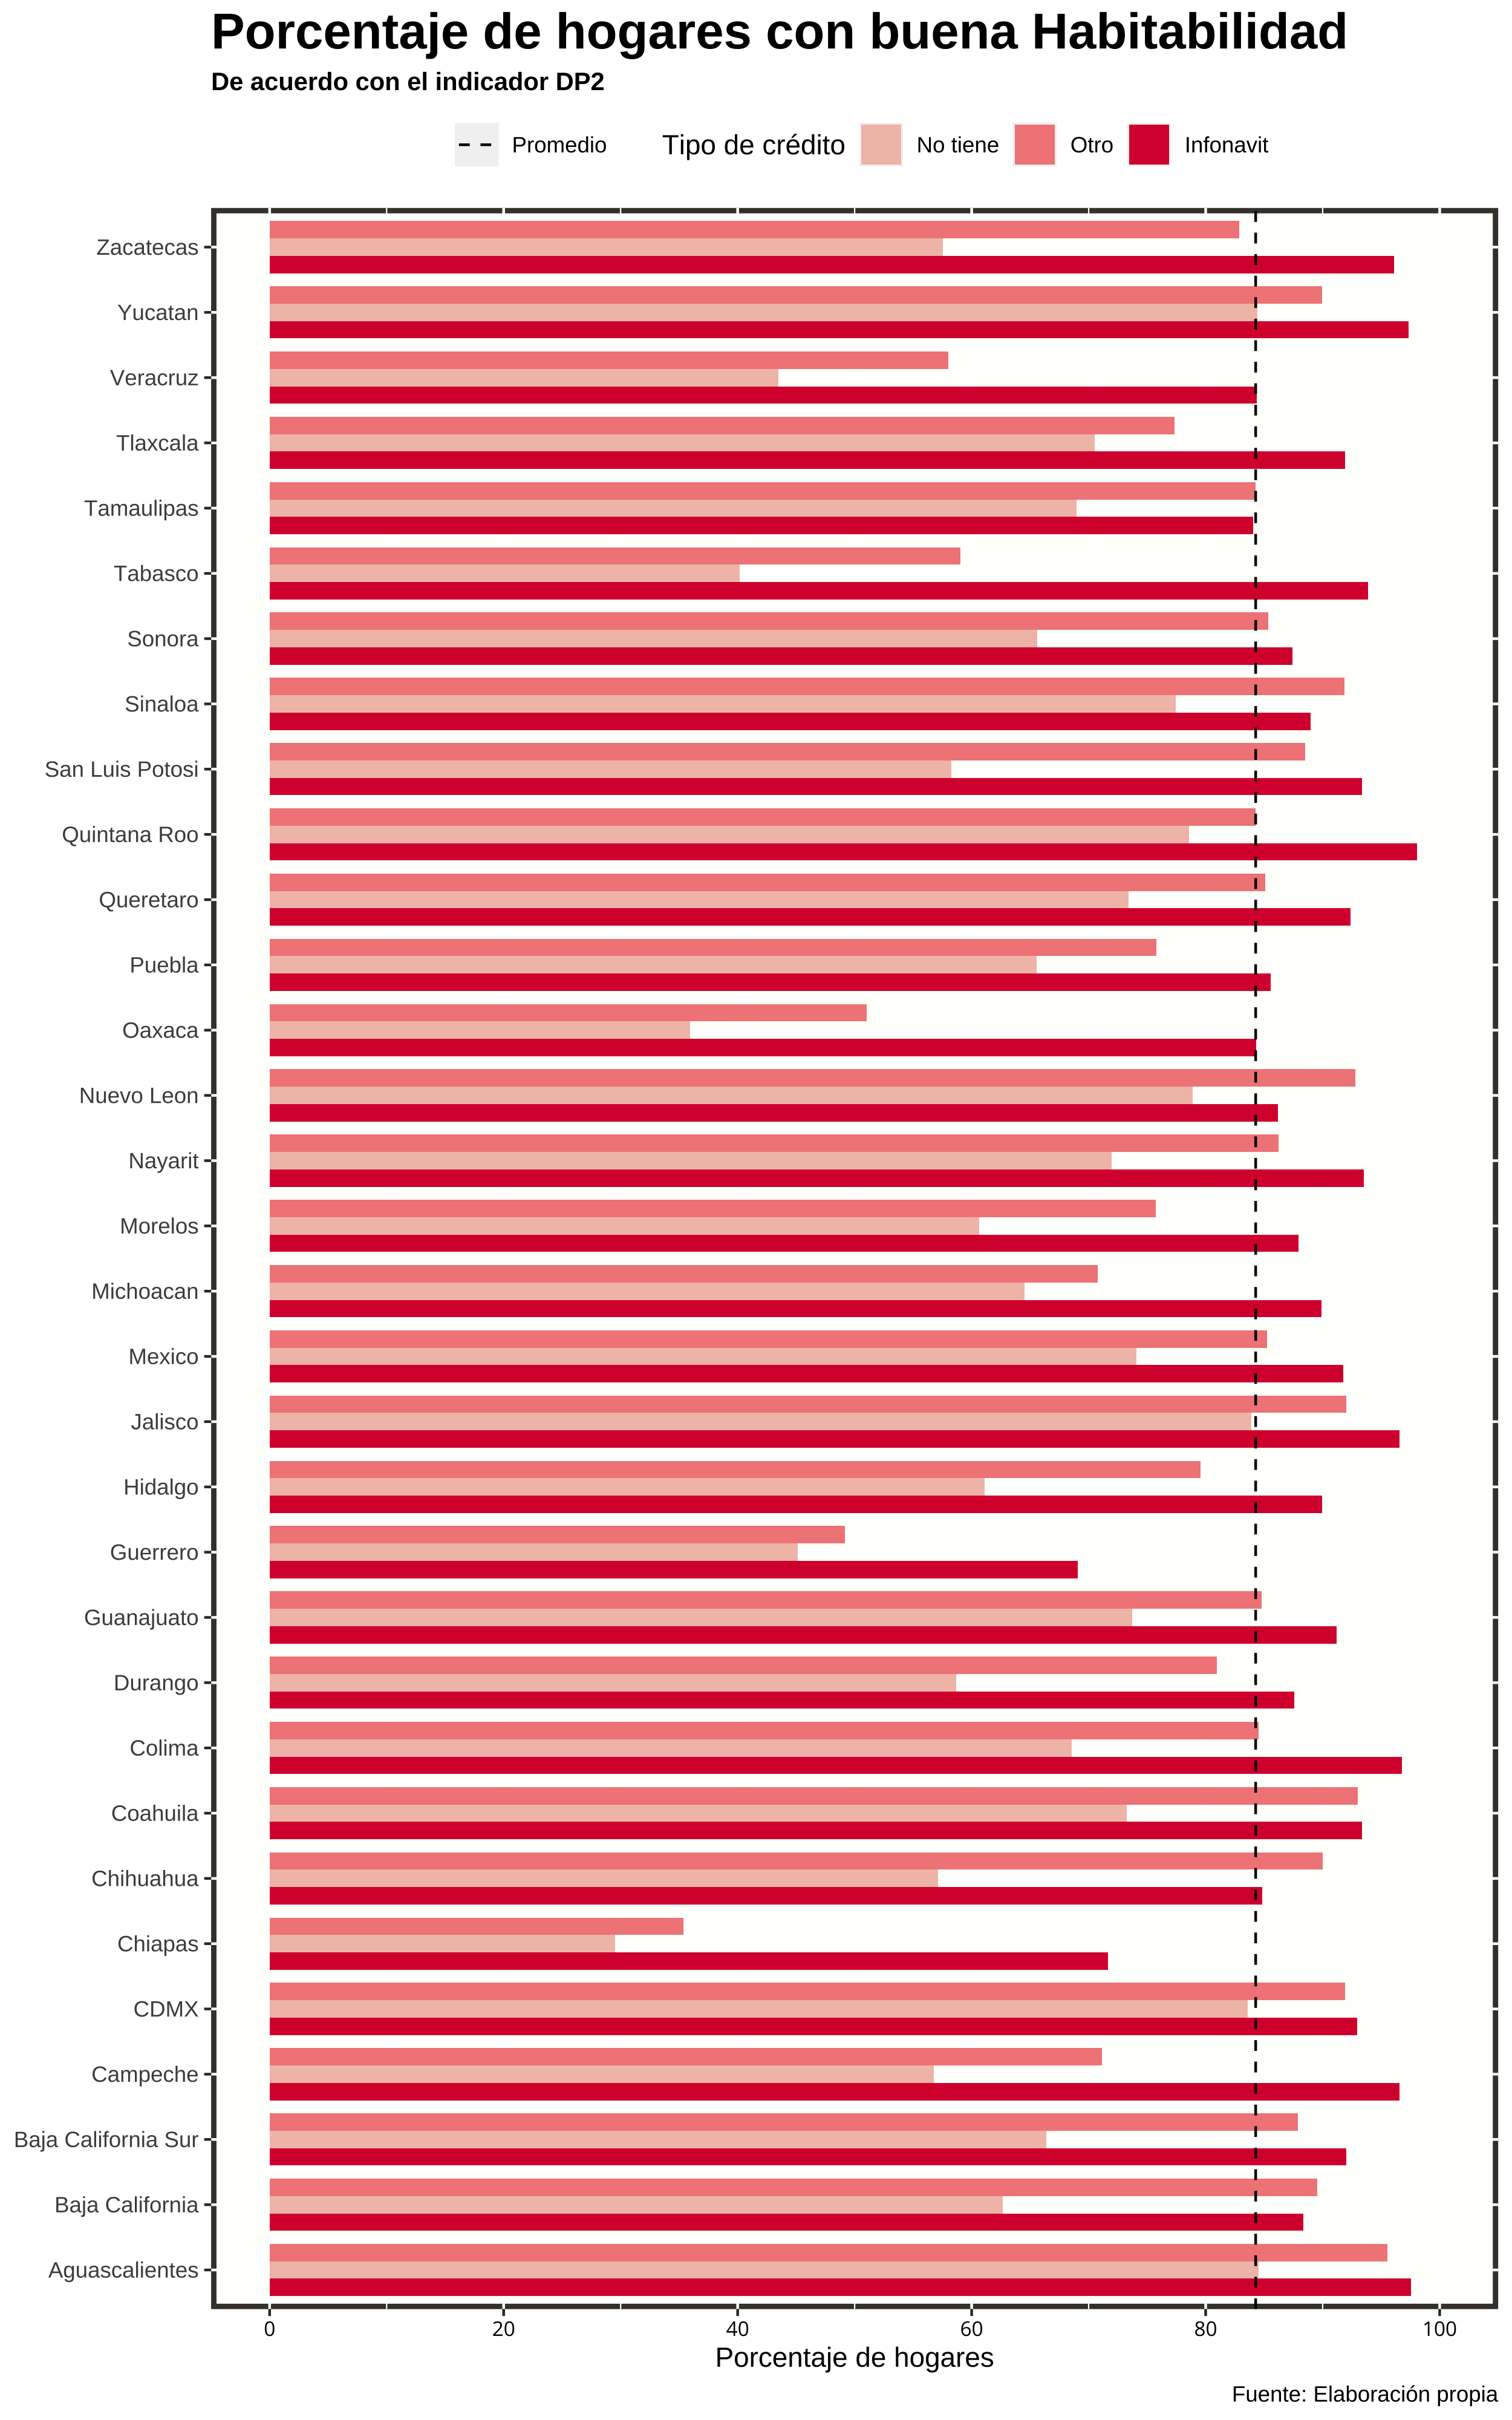 Porcentaje de hogares con buena Habitabilidad
De acuerdo con el indicador DP2
Promedio Tipo de crédito No tiene Otro Infonavit
Zacatecas
Yucatan
Veracruz
Tlaxcala
Tamaulipas
Tabasco
Sonora
Sinaloa
San Luis Potosi
Quintana Roo
Queretaro
Puebla
Oaxaca
Nuevo Leon
Nayarit
Morelos
Michoacan
Mexico
Jalisco
Hidalgo
Guerrero
Guanajuato
Durango
Colima
Coahuila
Chihuahua
Chiapas
CDMX
Campeche
Baja California Sur
Baja California
Aguascalientes
0 20 40 60 80 100
Porcentaje de hogares
Fuente: Elaboración propia